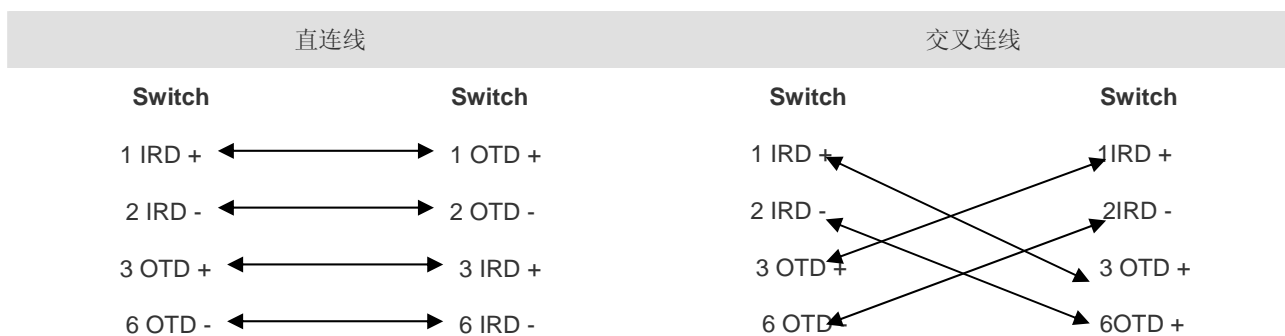 直连线 交叉连线
Switch Switch Switch Switch
1 IRD + 1 OTD + 1 IRD + 1IRD +
2 IRD - 2 OTD - 2 IRD - 2IRD -
3 OTD + 3 IRD + 3 OTD + 3 OTD +
6 OTD - 6 IRD - 6 OTD - 6OTD +